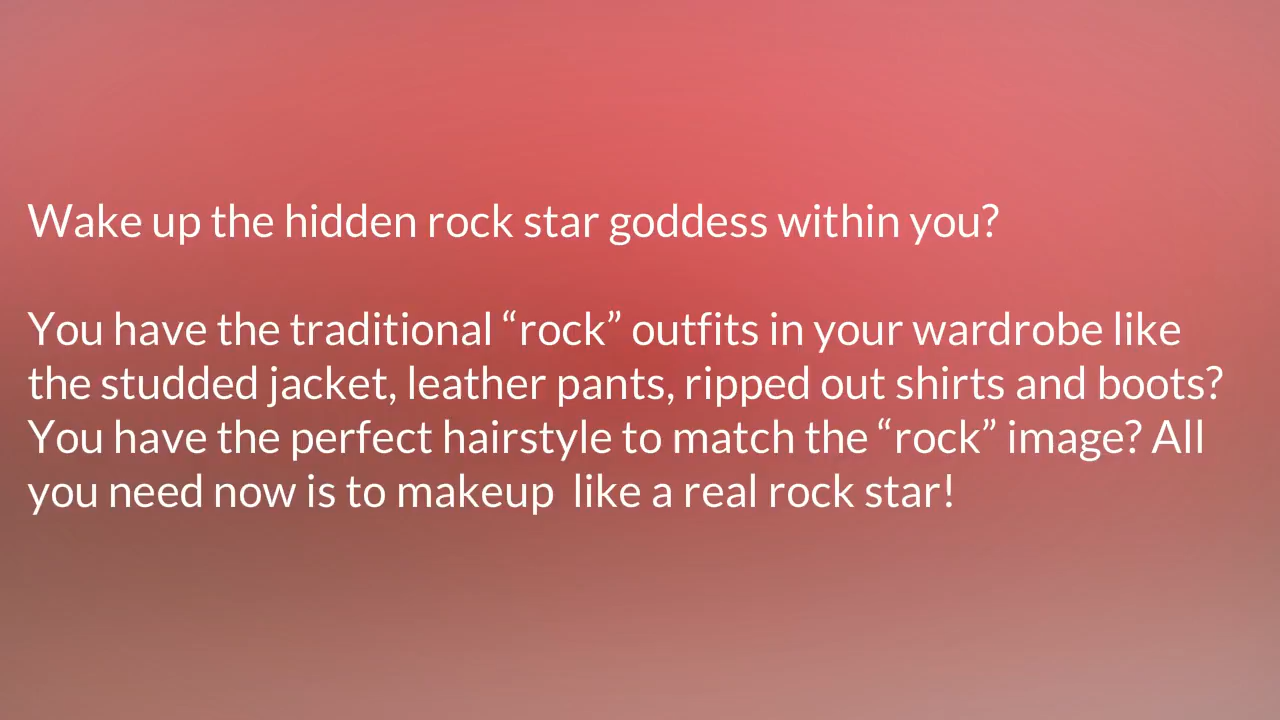 Wake up the hidden rock star goddess within you?
You have the traditional “rock” outfits in your wardrobe like
the studded jacket, leather pants, ripped out shirts and boots?
You have the perfect hairstyle to match the “rock” image? All
you need now is to makeup  like a real rock star!